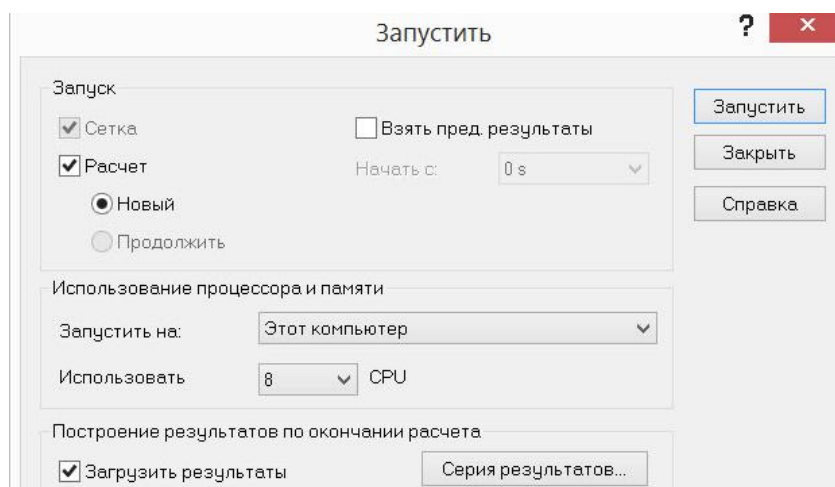 Запустить
?
Запуск
Сетка
Взять пред. результаты
Запустить
Расчет
Начать с:
0 s
Закрыть
Новый
Справка
Продолжить
Использование процессора и памяти
Запустить на:
Этот компьютер
Использовать
8
CPU
Построение результатов по окончании расчета
Загрузить результаты
Серия результатов...